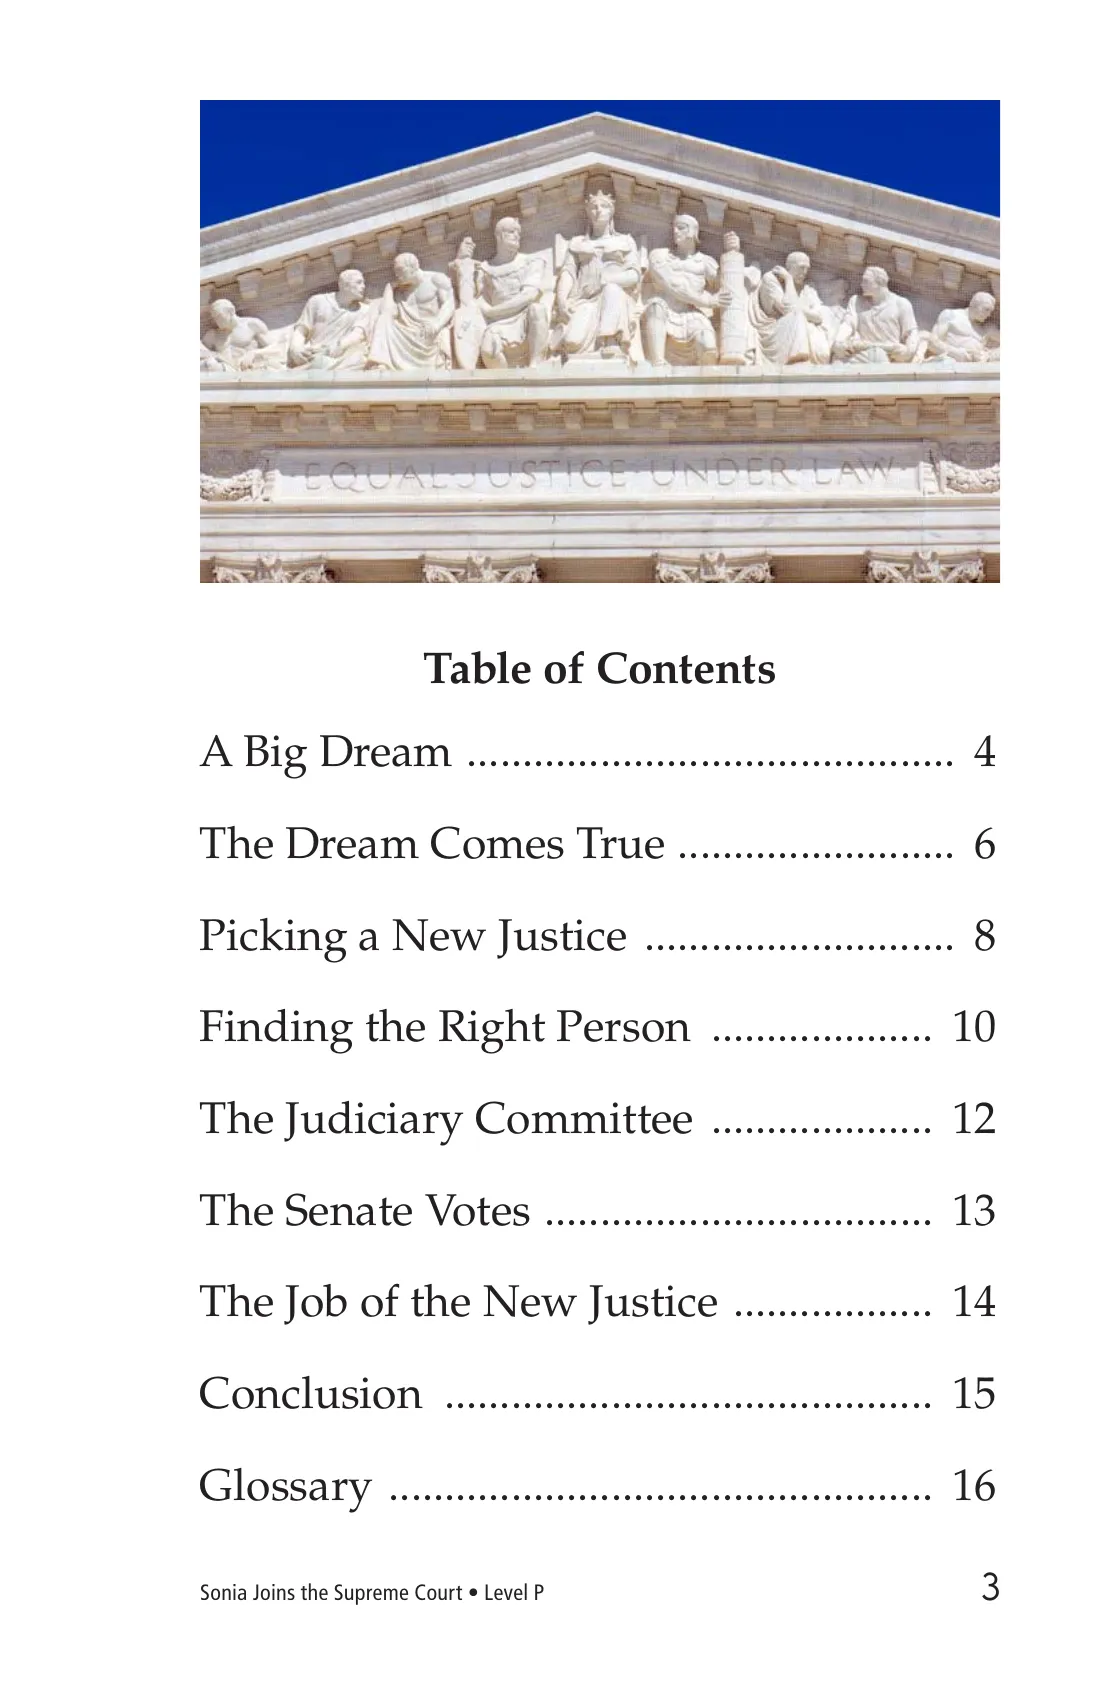 EQUAL JUSTICE UNDER LAW
Table of Contents
A Big Dream ............................................ 4
The Dream Comes True ......................... 6
Picking a New Justice ............................ 8
Finding the Right Person .................... 10
The Judiciary Committee .................... 12
The Senate Votes ................................... 13
The Job of the New Justice .................. 14
Conclusion ............................................ 15
Glossary ................................................. 16
Sonia Joins the Supreme Court • Level P 3